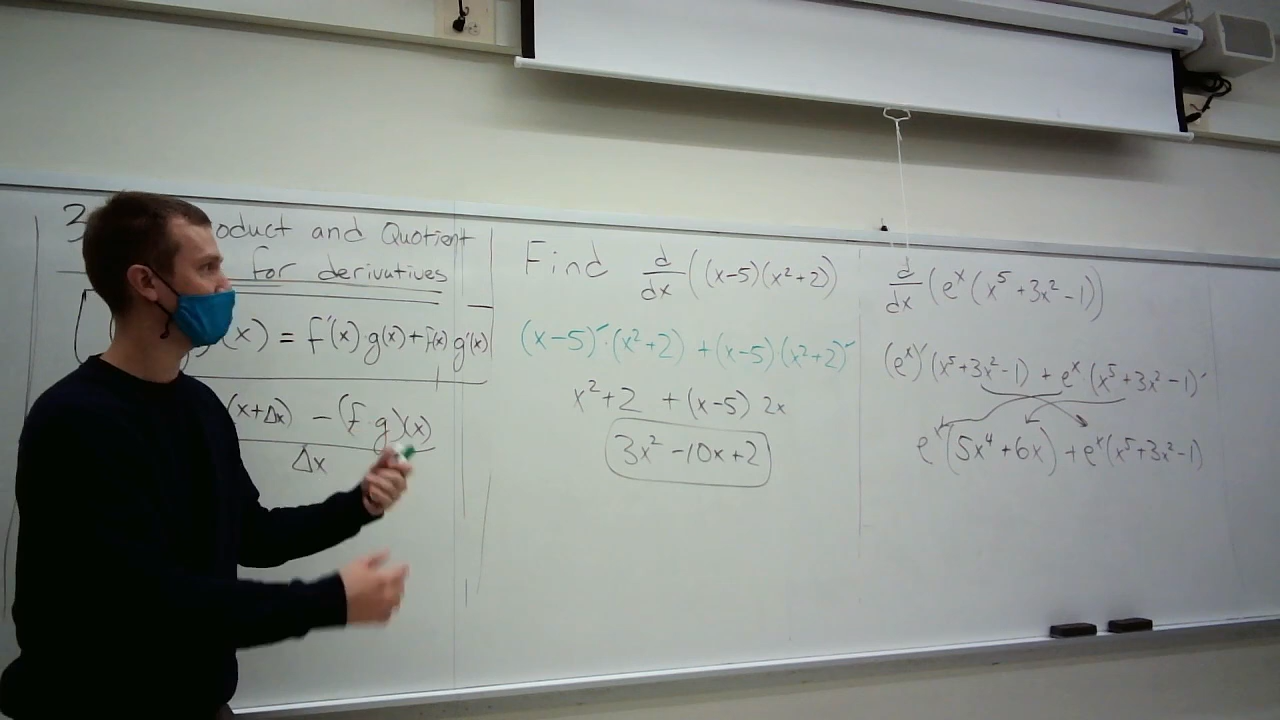 3
oduct and Quotient
for derivatives
(x) = f'(x) g(x) + f(x) g'(x)
(x+Δx) - (f g)(x)
Δx
Find d/dx ((x-5)(x²+2))
(x-5)'·(x²+2) + (x-5)(x²+2)'
x²+2 + (x-5) 2x
3x² -10x+2
d/dx (eˣ(x⁵+3x²-1))
(eˣ)'(x⁵+3x²-1) + eˣ(x⁵+3x²-1)'
eˣ(5x⁴+6x) + eˣ(x⁵+3x²-1)